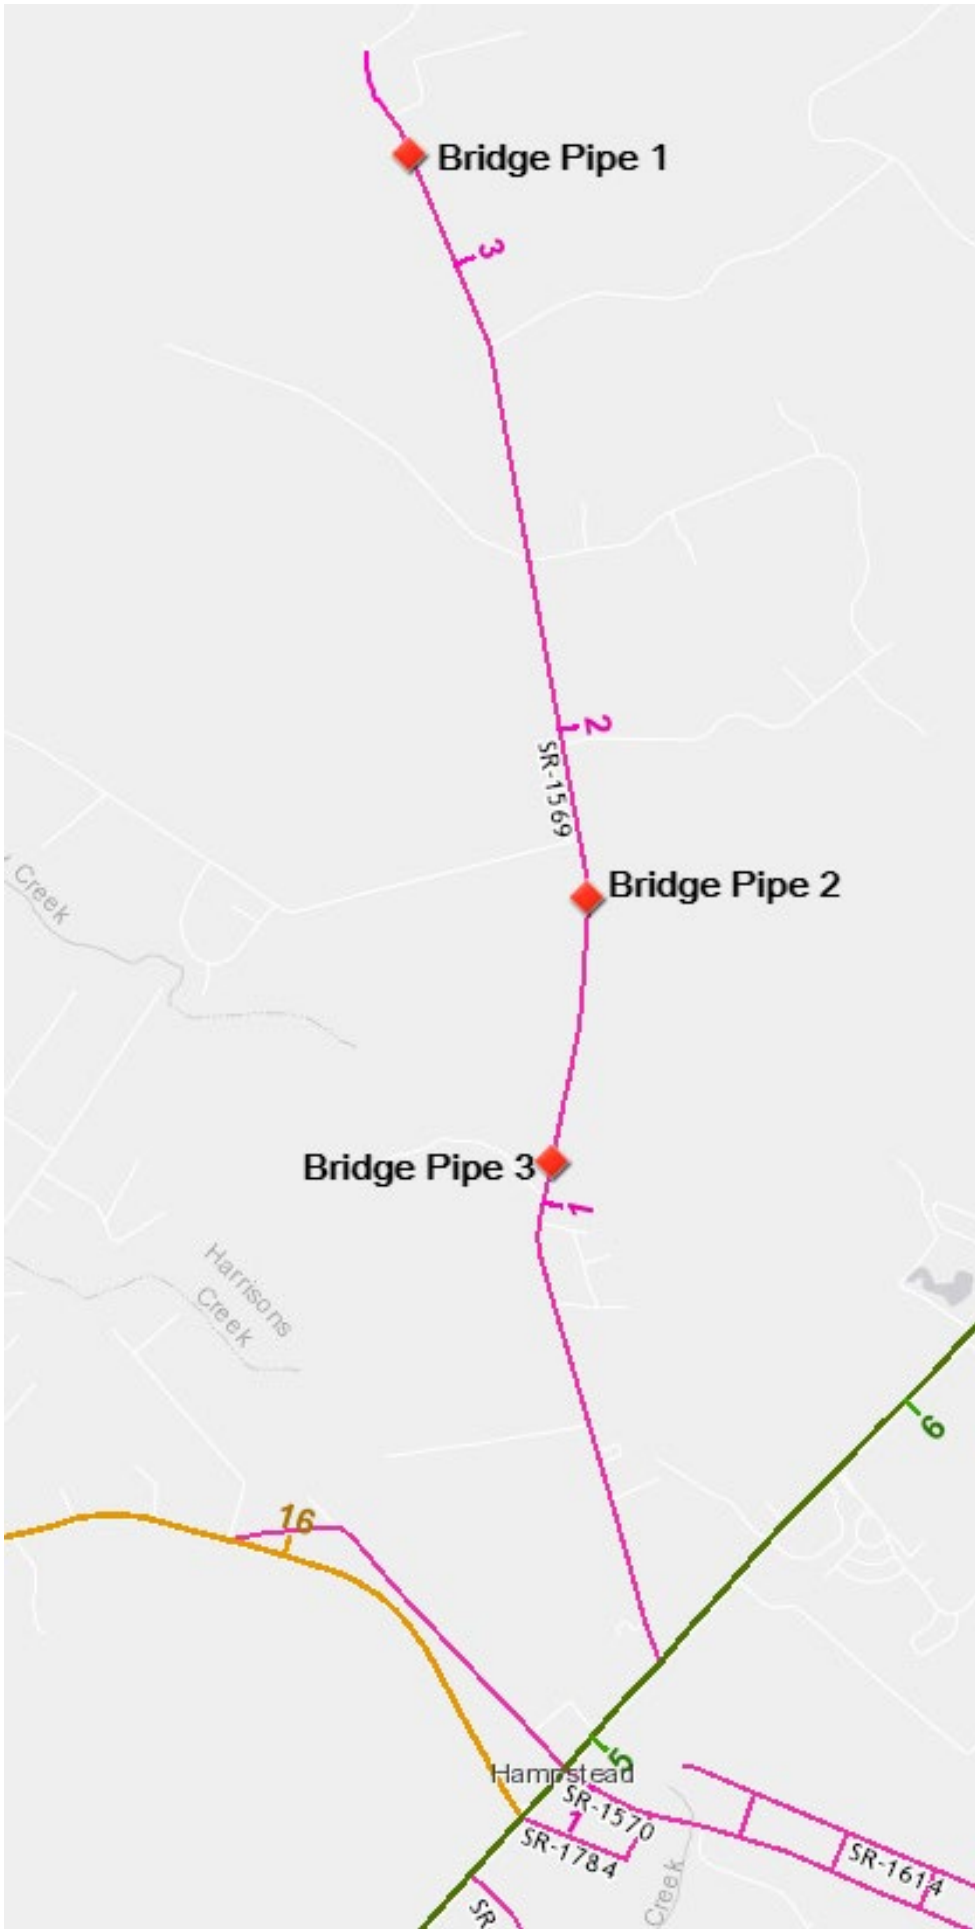 Bridge Pipe 1
3
2
SR-1569
Bridge Pipe 2
Creek
Bridge Pipe 3
1
Harrisons
Creek
6
16
5
Hampstead
SR-1570
1
SR-1784
SR-1614
Creek
SR